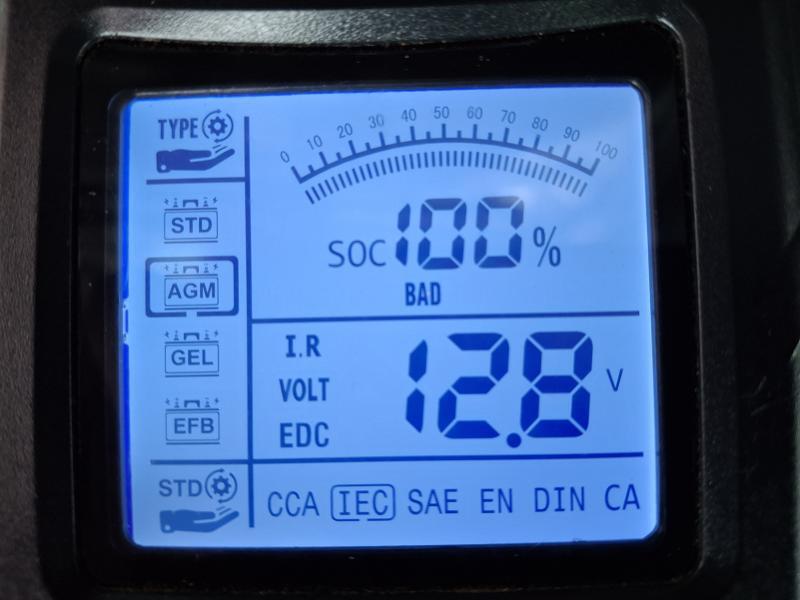 TYPE
STD
AGM
GEL
EFB
STD
0 10 20 30 40 50 60 70 80 90 100
SOC 100 %
BAD
I.R
VOLT
EDC
12.8 V
CCA IEC SAE EN DIN CA